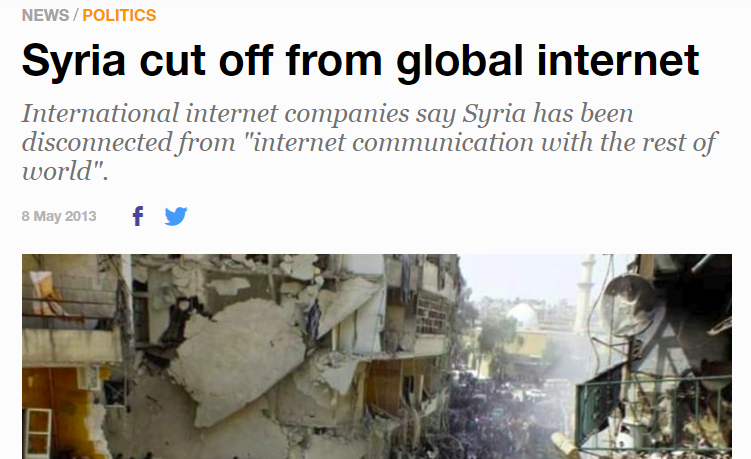 NEWS / POLITICS
Syria cut off from global internet
International internet companies say Syria has been
disconnected from "internet communication with the rest of
world".
8 May 2013